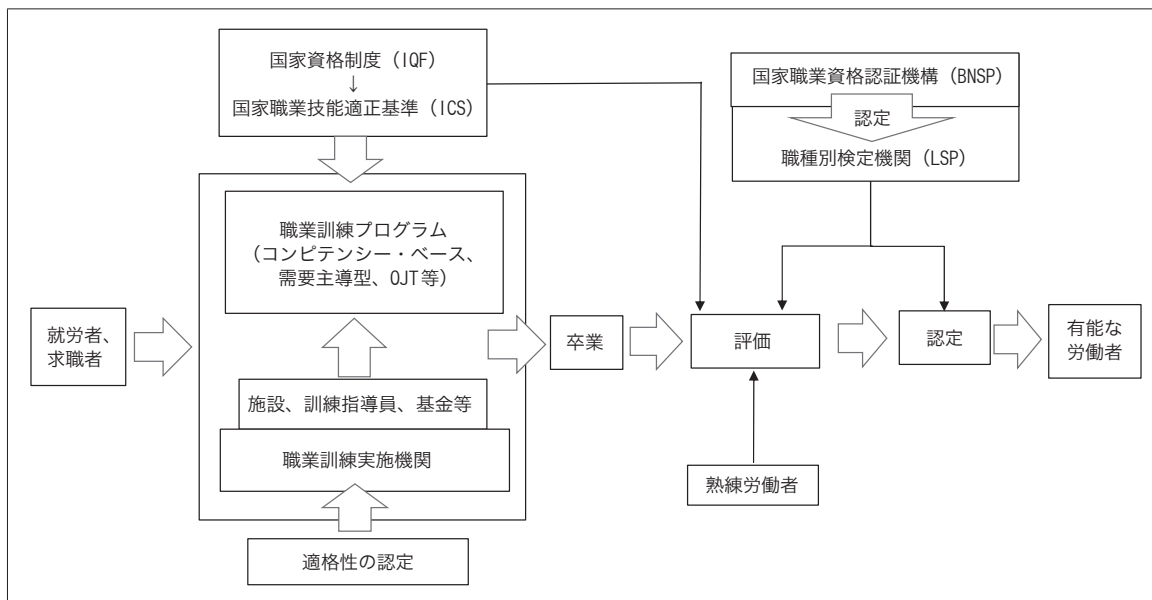 国家資格制度（IQF）
↓
国家職業技能適正基準（ICS）
国家職業資格認証機構（BNSP）
認定
職種別検定機関（LSP）
職業訓練プログラム
（コンピテンシー・ベース、
需要主導型、OJT等）
就労者、
求職者
卒業
評価
認定
有能な
労働者
施設、訓練指導員、基金等
職業訓練実施機関
熟練労働者
適格性の認定